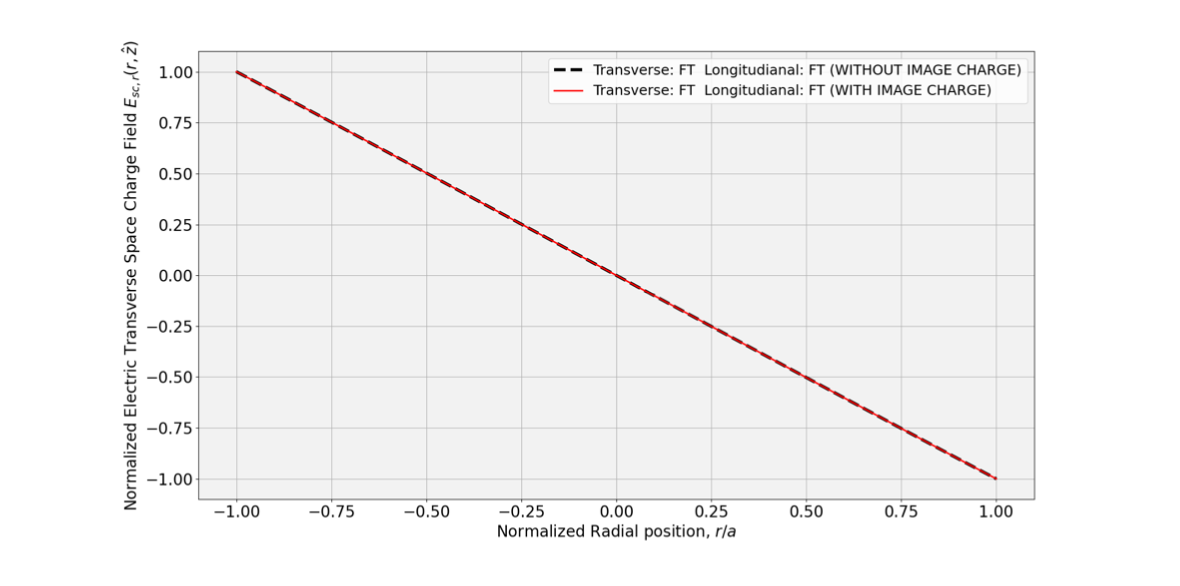 Normalized Electric Transverse Space Charge Field E_{sc,r}(r, ẑ)
1.00
0.75
0.50
0.25
0.00
−0.25
−0.50
−0.75
−1.00
Transverse: FT Longitudianal: FT (WITHOUT IMAGE CHARGE)
Transverse: FT Longitudianal: FT (WITH IMAGE CHARGE)
−1.00 −0.75 −0.50 −0.25 0.00 0.25 0.50 0.75 1.00
Normalized Radial position, r/a